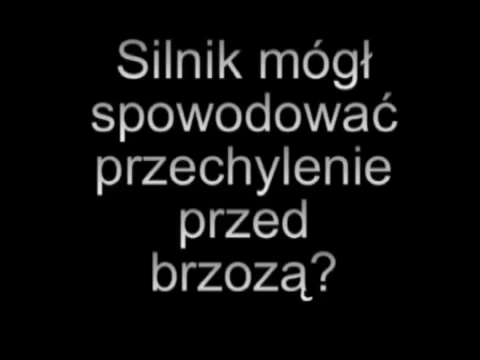 Silnik mógł
spowodować
przechylenie
przed
brzozą?